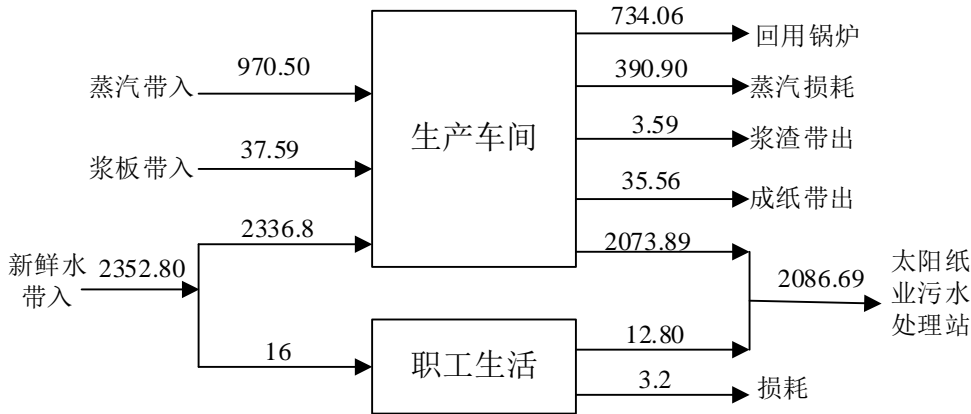 734.06
回用锅炉
970.50
蒸汽带入
390.90
蒸汽损耗
生产车间
3.59
浆渣带出
37.59
浆板带入
35.56
成纸带出
2336.8
2073.89
新鲜水
带入
2352.80
2086.69
太阳纸
业污水
处理站
16
职工生活
12.80
3.2
损耗